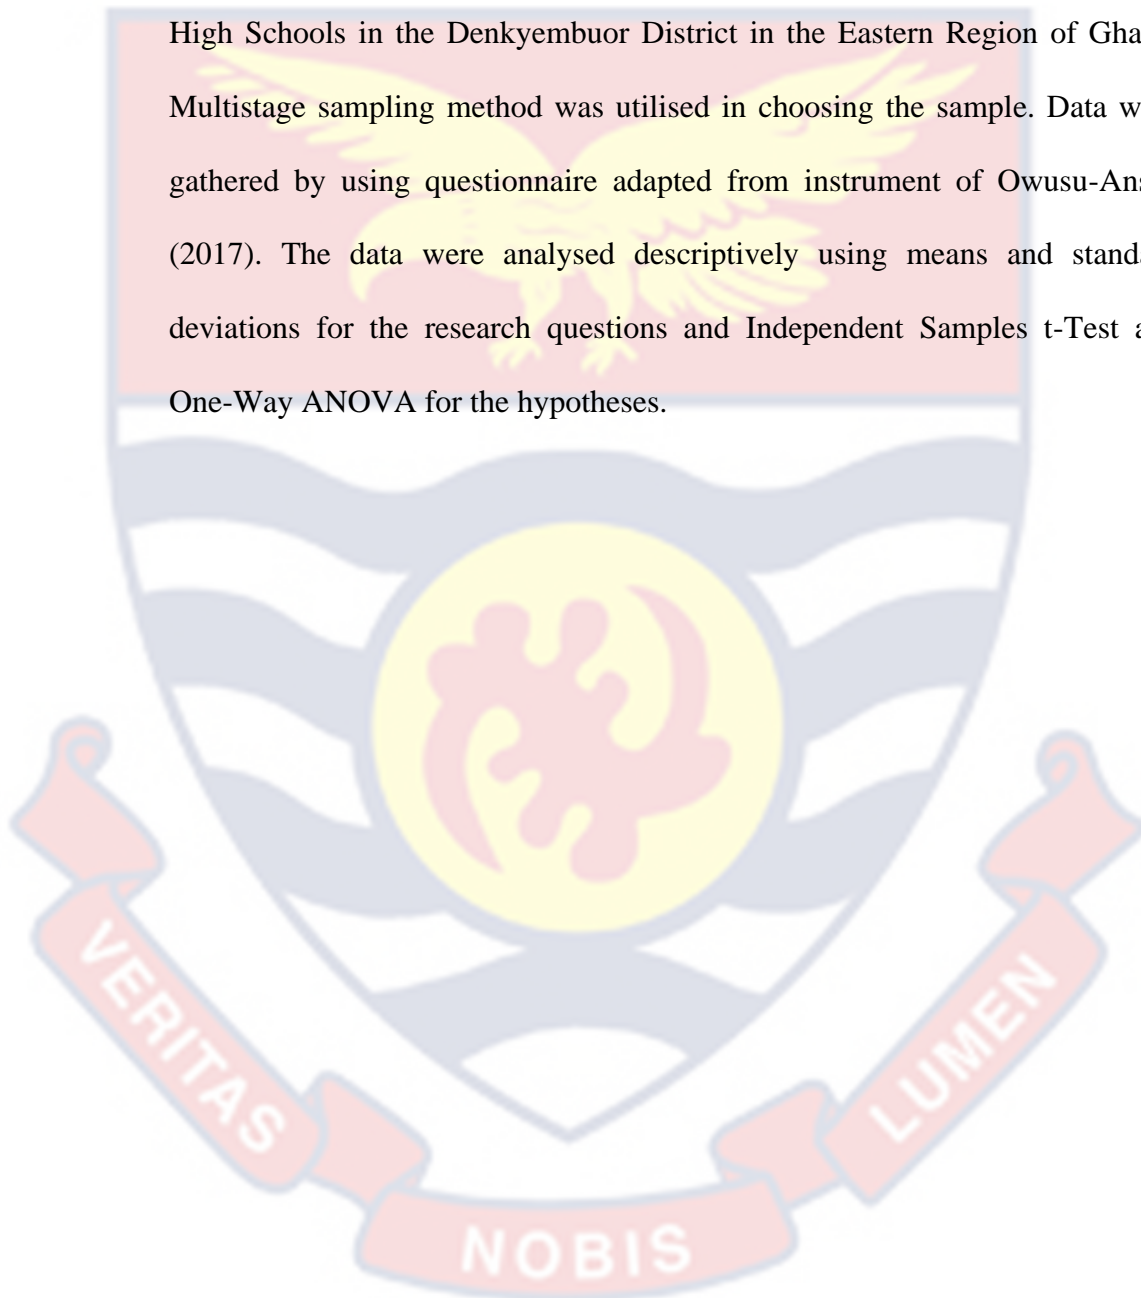 High Schools in the Denkyembuor District in the Eastern Region of Gha
Multistage sampling method was utilised in choosing the sample. Data w
gathered by using questionnaire adapted from instrument of Owusu-Ans
(2017). The data were analysed descriptively using means and stand
deviations for the research questions and Independent Samples t-Test a
One-Way ANOVA for the hypotheses.
VERITAS
NOBIS
LUMEN